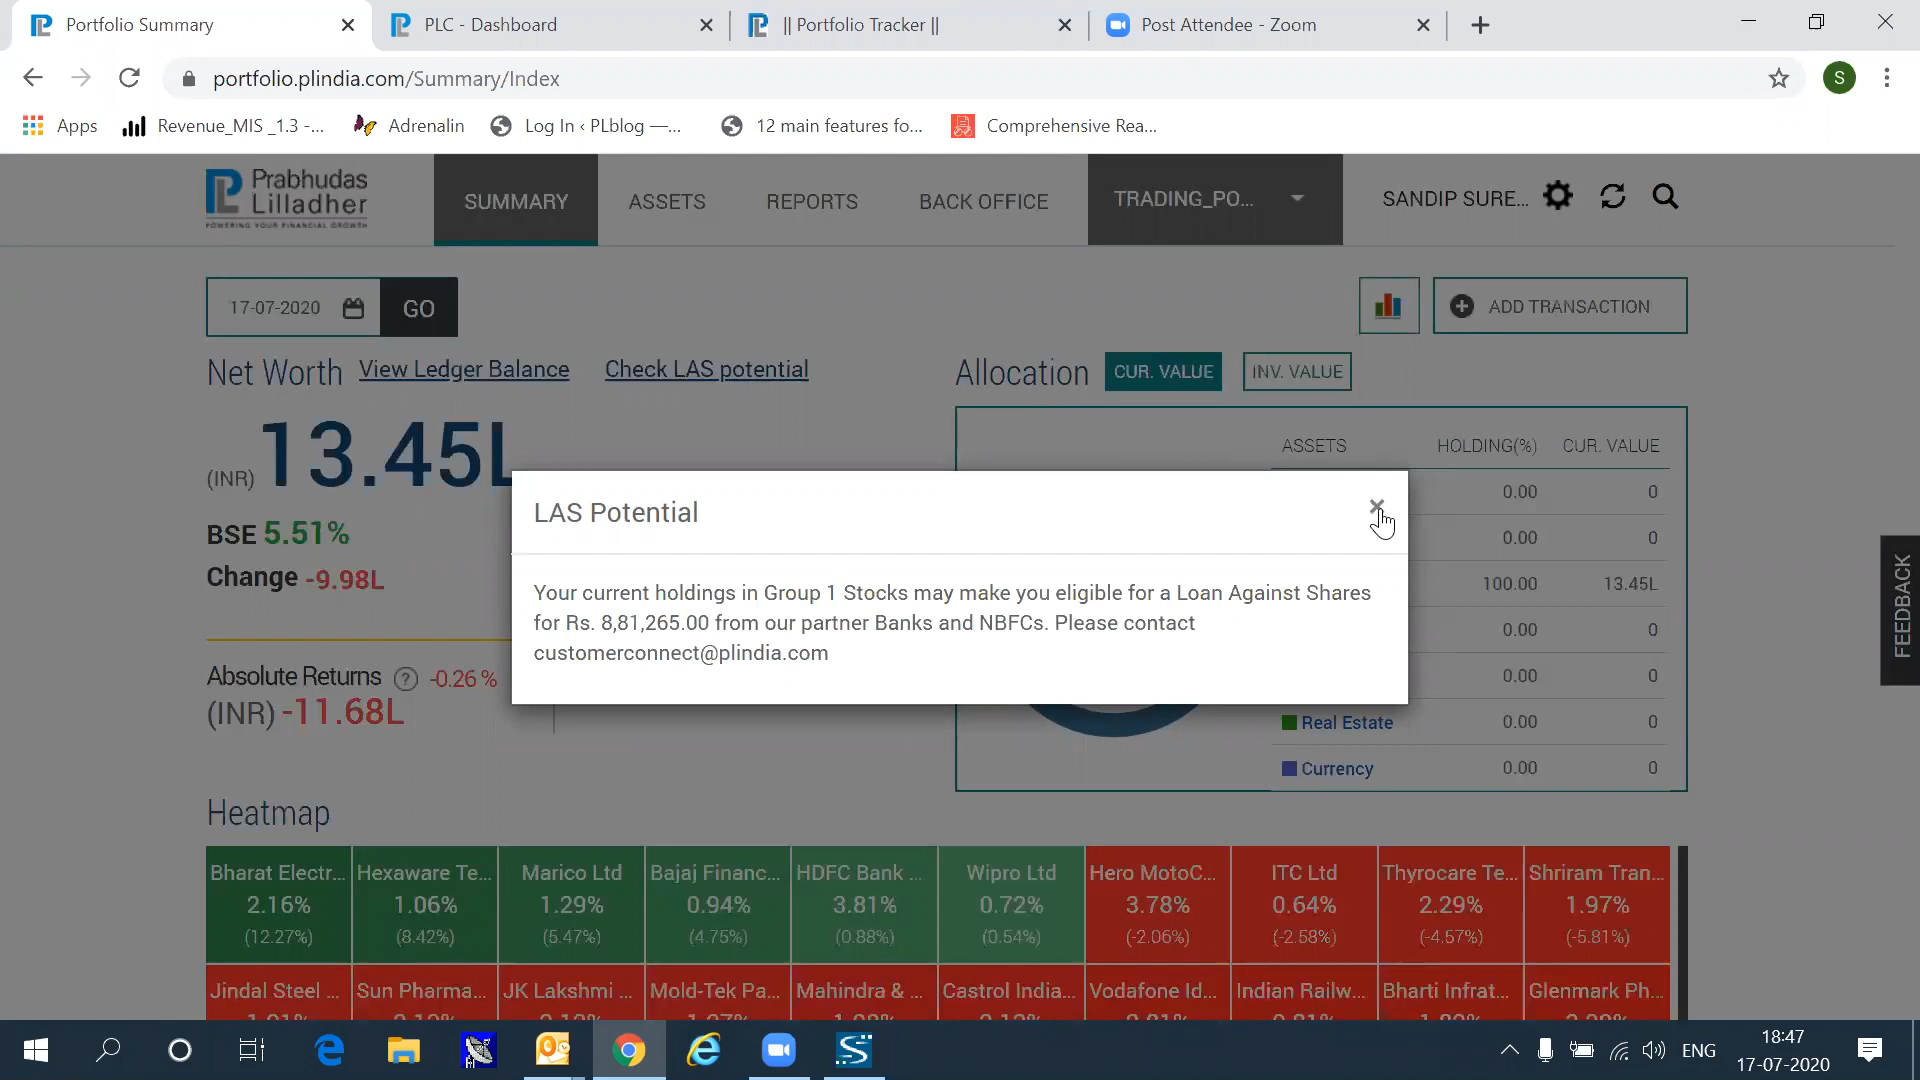 Portfolio Summary
PLC - Dashboard
|| Portfolio Tracker ||
Post Attendee - Zoom
portfolio.plindia.com/Summary/Index
S
Apps
Revenue_MIS _1.3 -...
Adrenalin
Log In ‹ PLblog —...
12 main features fo...
Comprehensive Rea...
Prabhudas
Lilladher
POWERING YOUR FINANCIAL GROWTH
SUMMARY
ASSETS
REPORTS
BACK OFFICE
TRADING_PO...
SANDIP SURE...
17-07-2020
GO
ADD TRANSACTION
Net Worth
View Ledger Balance
Check LAS potential
Allocation
CUR. VALUE
INV. VALUE
(INR) 13.45L
BSE 5.51%
Change -9.98L
Absolute Returns ? -0.26%
(INR) -11.68L
ASSETS HOLDING(%) CUR. VALUE
0.00 0
0.00 0
100.00 13.45L
0.00 0
0.00 0
Real Estate 0.00 0
Currency 0.00 0
LAS Potential
×
Your current holdings in Group 1 Stocks may make you eligible for a Loan Against Shares
for Rs. 8,81,265.00 from our partner Banks and NBFCs. Please contact
customerconnect@plindia.com
FEEDBACK
Heatmap
Bharat Electr... Hexaware Te... Marico Ltd Bajaj Financ... HDFC Bank ... Wipro Ltd Hero MotoC... ITC Ltd Thyrocare Te... Shriram Tran...
2.16% 1.06% 1.29% 0.94% 3.81% 0.72% 3.78% 0.64% 2.29% 1.97%
(12.27%) (8.42%) (5.47%) (4.75%) (0.88%) (0.54%) (-2.06%) (-2.58%) (-4.57%) (-5.81%)
Jindal Steel ... Sun Pharma... JK Lakshmi ... Mold-Tek Pa... Mahindra & ... Castrol India... Vodafone Id... Indian Railw... Bharti Infrat... Glenmark Ph...
ENG
18:47
17-07-2020